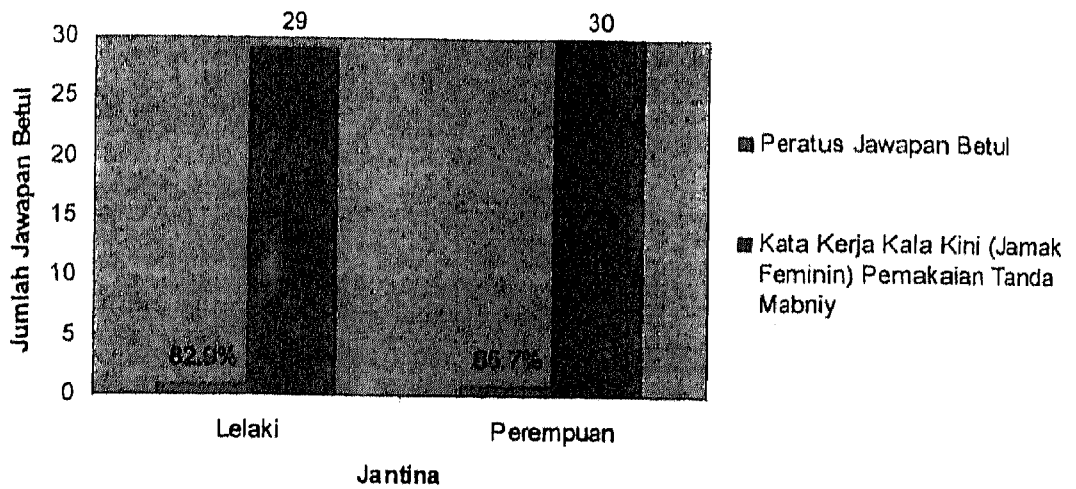 29
30
30
25
20
15
10
5
0
Jumlah Jawapan Betul
82.9%
85.7%
Lelaki
Perempuan
Jantina
Peratus Jawapan Betul
Kata Kerja Kala Kini (Jamak
Feminin) Pemakaian Tanda
Mabniy